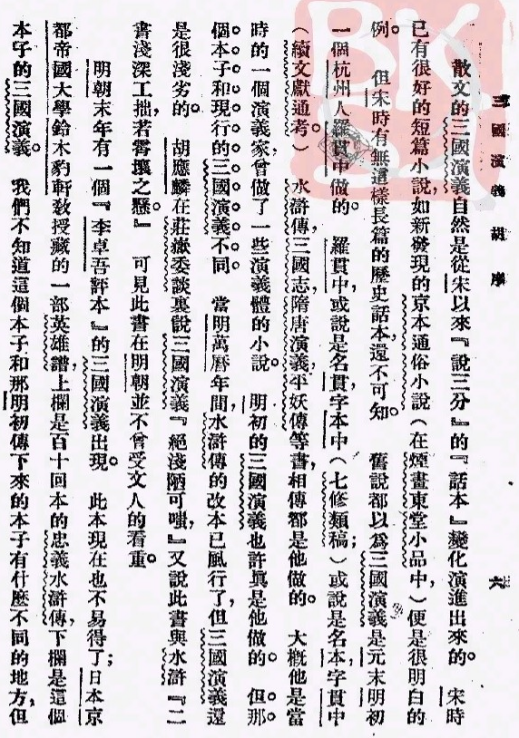 三國演義 胡序 六
散文的三國演義自然是從宋以來『說三分』的『話本』變化演進出來的。 宋時
已有很好的短篇小說，如新發現的京本通俗小說（在煙畫東堂小品中，）便是很明白的
例。 但宋時有無這樣長篇的歷史話本還不可知。 舊說都以爲三國演義是元末明初
一個杭州人羅貫中做的。 羅貫中或說是名貫字本中（七修類稿；）或說是名本字貫中
（續文獻通考。） 水滸傳，三國志，隋唐演義，平妖傳等書，相傳都是他做的。 大槪他是當
時的一個演義家，曾做了一些演義體的小說。 明初的三國演義也許眞是他做的。 但那
個本子和現行的三國演義不同。 當明萬曆年間，水滸傳的改本已風行了，但三國演義還
是很淺劣的。 胡應麟在莊嶽委談裏說三國演義『絕淺陋可嗤，』又說此書與水滸『二
書淺深工拙若霄壤之懸。』 可見此書在明朝並不曾受文人的看重。
明朝末年有一個『李卓吾評本』的三國演義出現。 此本現在也不易得了；日本京
都帝國大學鈴木豹軒敎授藏的一部英雄譜，上欄是百十回本的忠義水滸傳，下欄是這個
本子的三國演義。 我們不知道這個本子和那明初傳下來的本子有什麽不同的地方，但